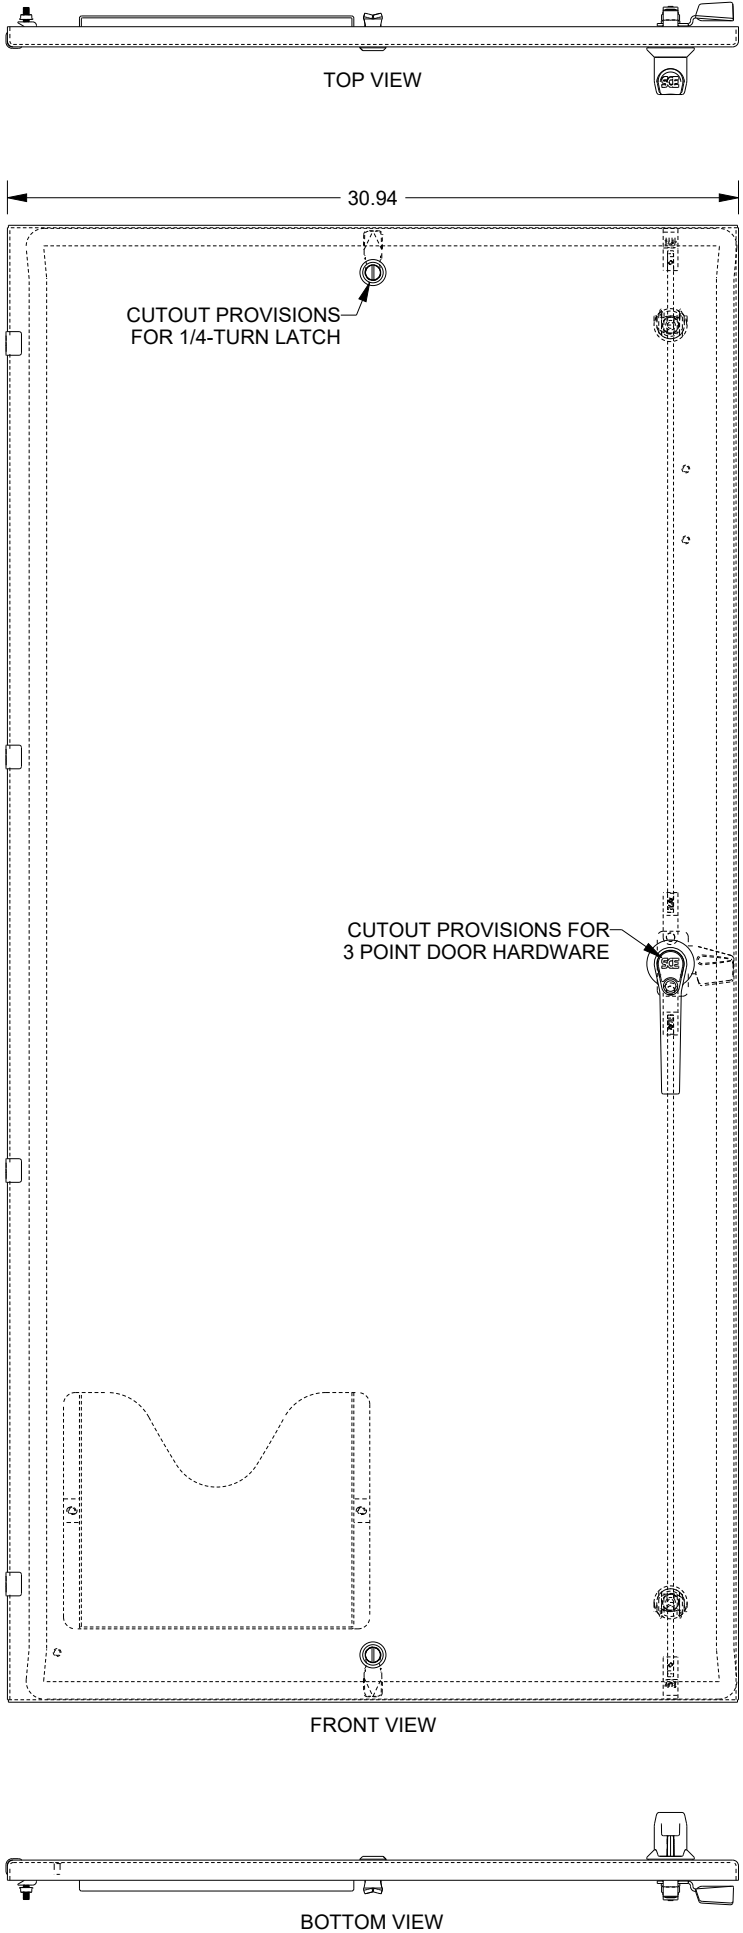 TOP VIEW
30.94
CUTOUT PROVISIONS
FOR 1/4-TURN LATCH
CUTOUT PROVISIONS FOR
3 POINT DOOR HARDWARE
FRONT VIEW
BOTTOM VIEW